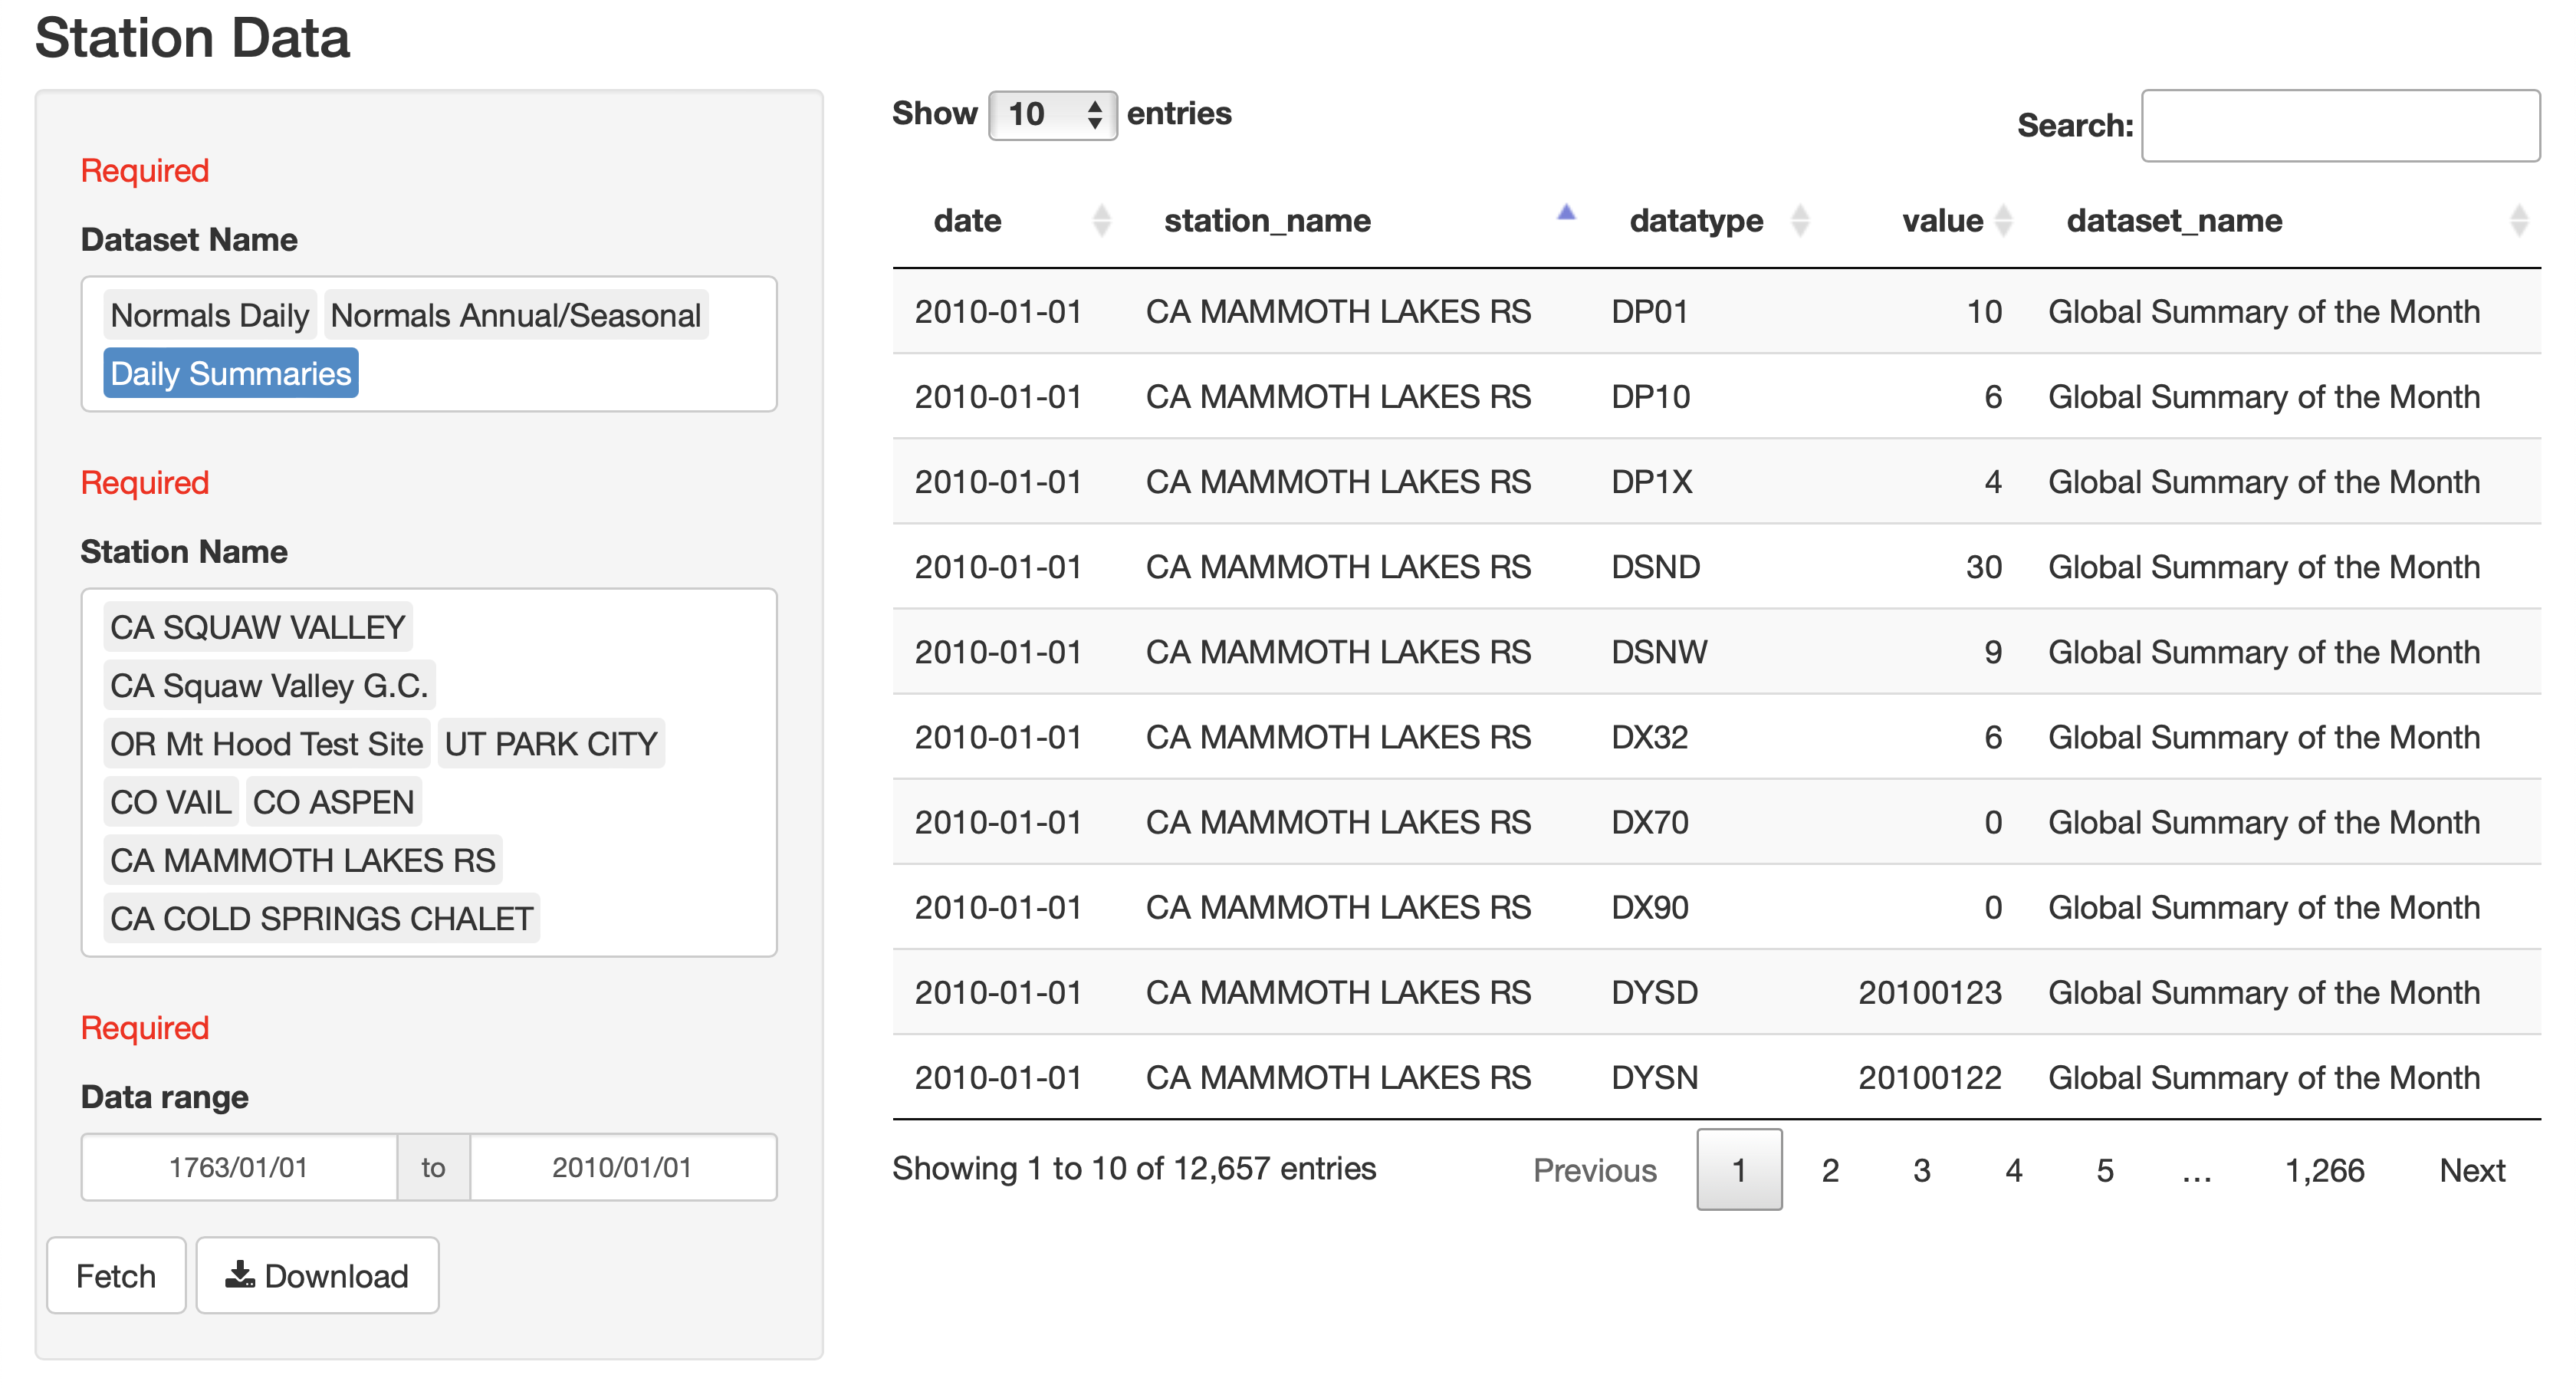 Station Data
Required
Dataset Name
Normals Daily Normals Annual/Seasonal
Daily Summaries
Required
Station Name
CA SQUAW VALLEY
CA Squaw Valley G.C.
OR Mt Hood Test Site UT PARK CITY
CO VAIL CO ASPEN
CA MAMMOTH LAKES RS
CA COLD SPRINGS CHALET
Required
Data range
1763/01/01 to 2010/01/01
Fetch Download
Show 10 entries Search:
date station_name datatype value dataset_name
2010-01-01 CA MAMMOTH LAKES RS DP01 10 Global Summary of the Month
2010-01-01 CA MAMMOTH LAKES RS DP10 6 Global Summary of the Month
2010-01-01 CA MAMMOTH LAKES RS DP1X 4 Global Summary of the Month
2010-01-01 CA MAMMOTH LAKES RS DSND 30 Global Summary of the Month
2010-01-01 CA MAMMOTH LAKES RS DSNW 9 Global Summary of the Month
2010-01-01 CA MAMMOTH LAKES RS DX32 6 Global Summary of the Month
2010-01-01 CA MAMMOTH LAKES RS DX70 0 Global Summary of the Month
2010-01-01 CA MAMMOTH LAKES RS DX90 0 Global Summary of the Month
2010-01-01 CA MAMMOTH LAKES RS DYSD 20100123 Global Summary of the Month
2010-01-01 CA MAMMOTH LAKES RS DYSN 20100122 Global Summary of the Month
Showing 1 to 10 of 12,657 entries Previous 1 2 3 4 5 … 1,266 Next